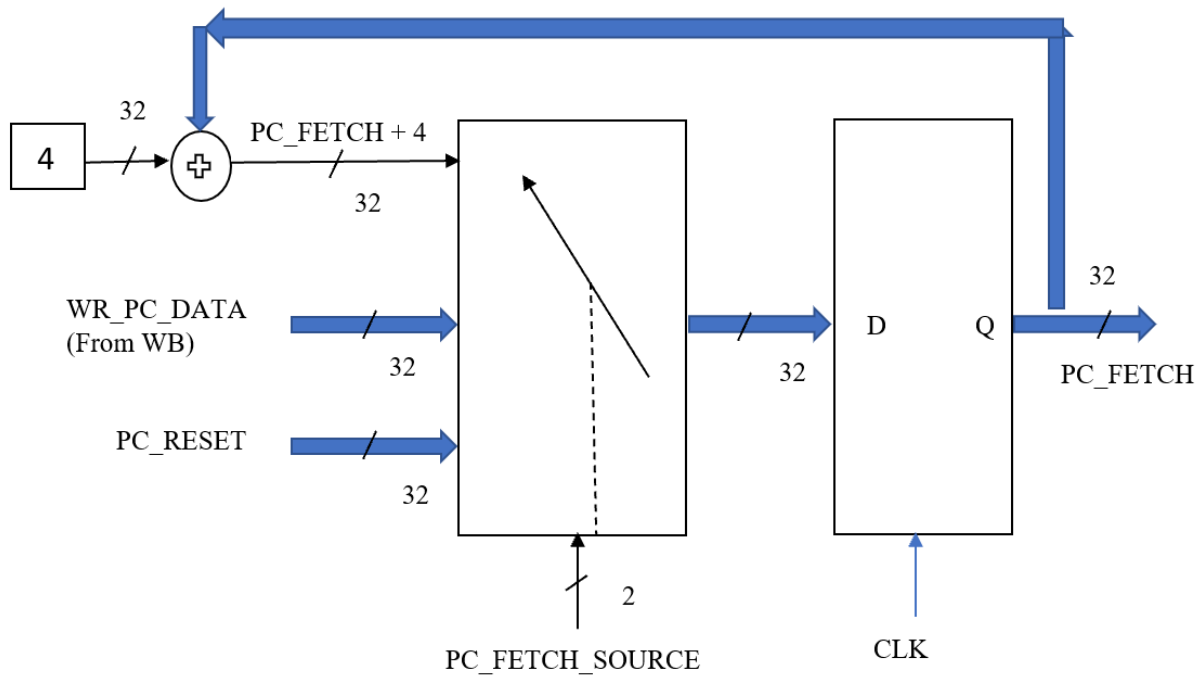 32
4
PC_FETCH + 4
32
WR_PC_DATA
(From WB)
32
PC_RESET
32
2
PC_FETCH_SOURCE
32
D
Q
CLK
32
PC_FETCH